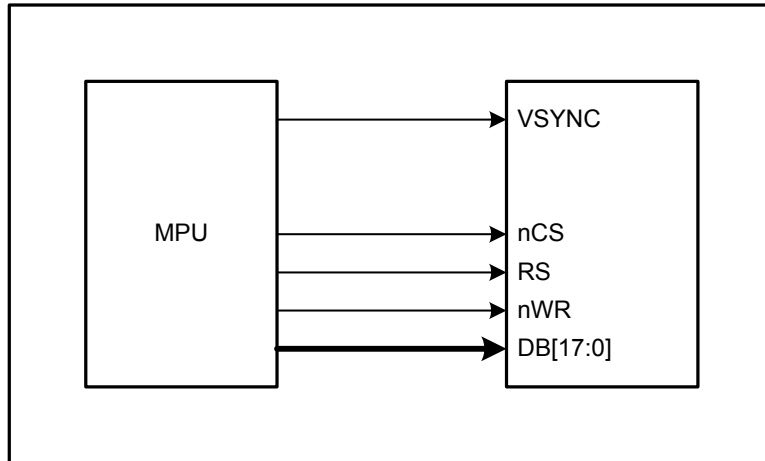 VSYNC
MPU
nCS
RS
nWR
DB[17:0]